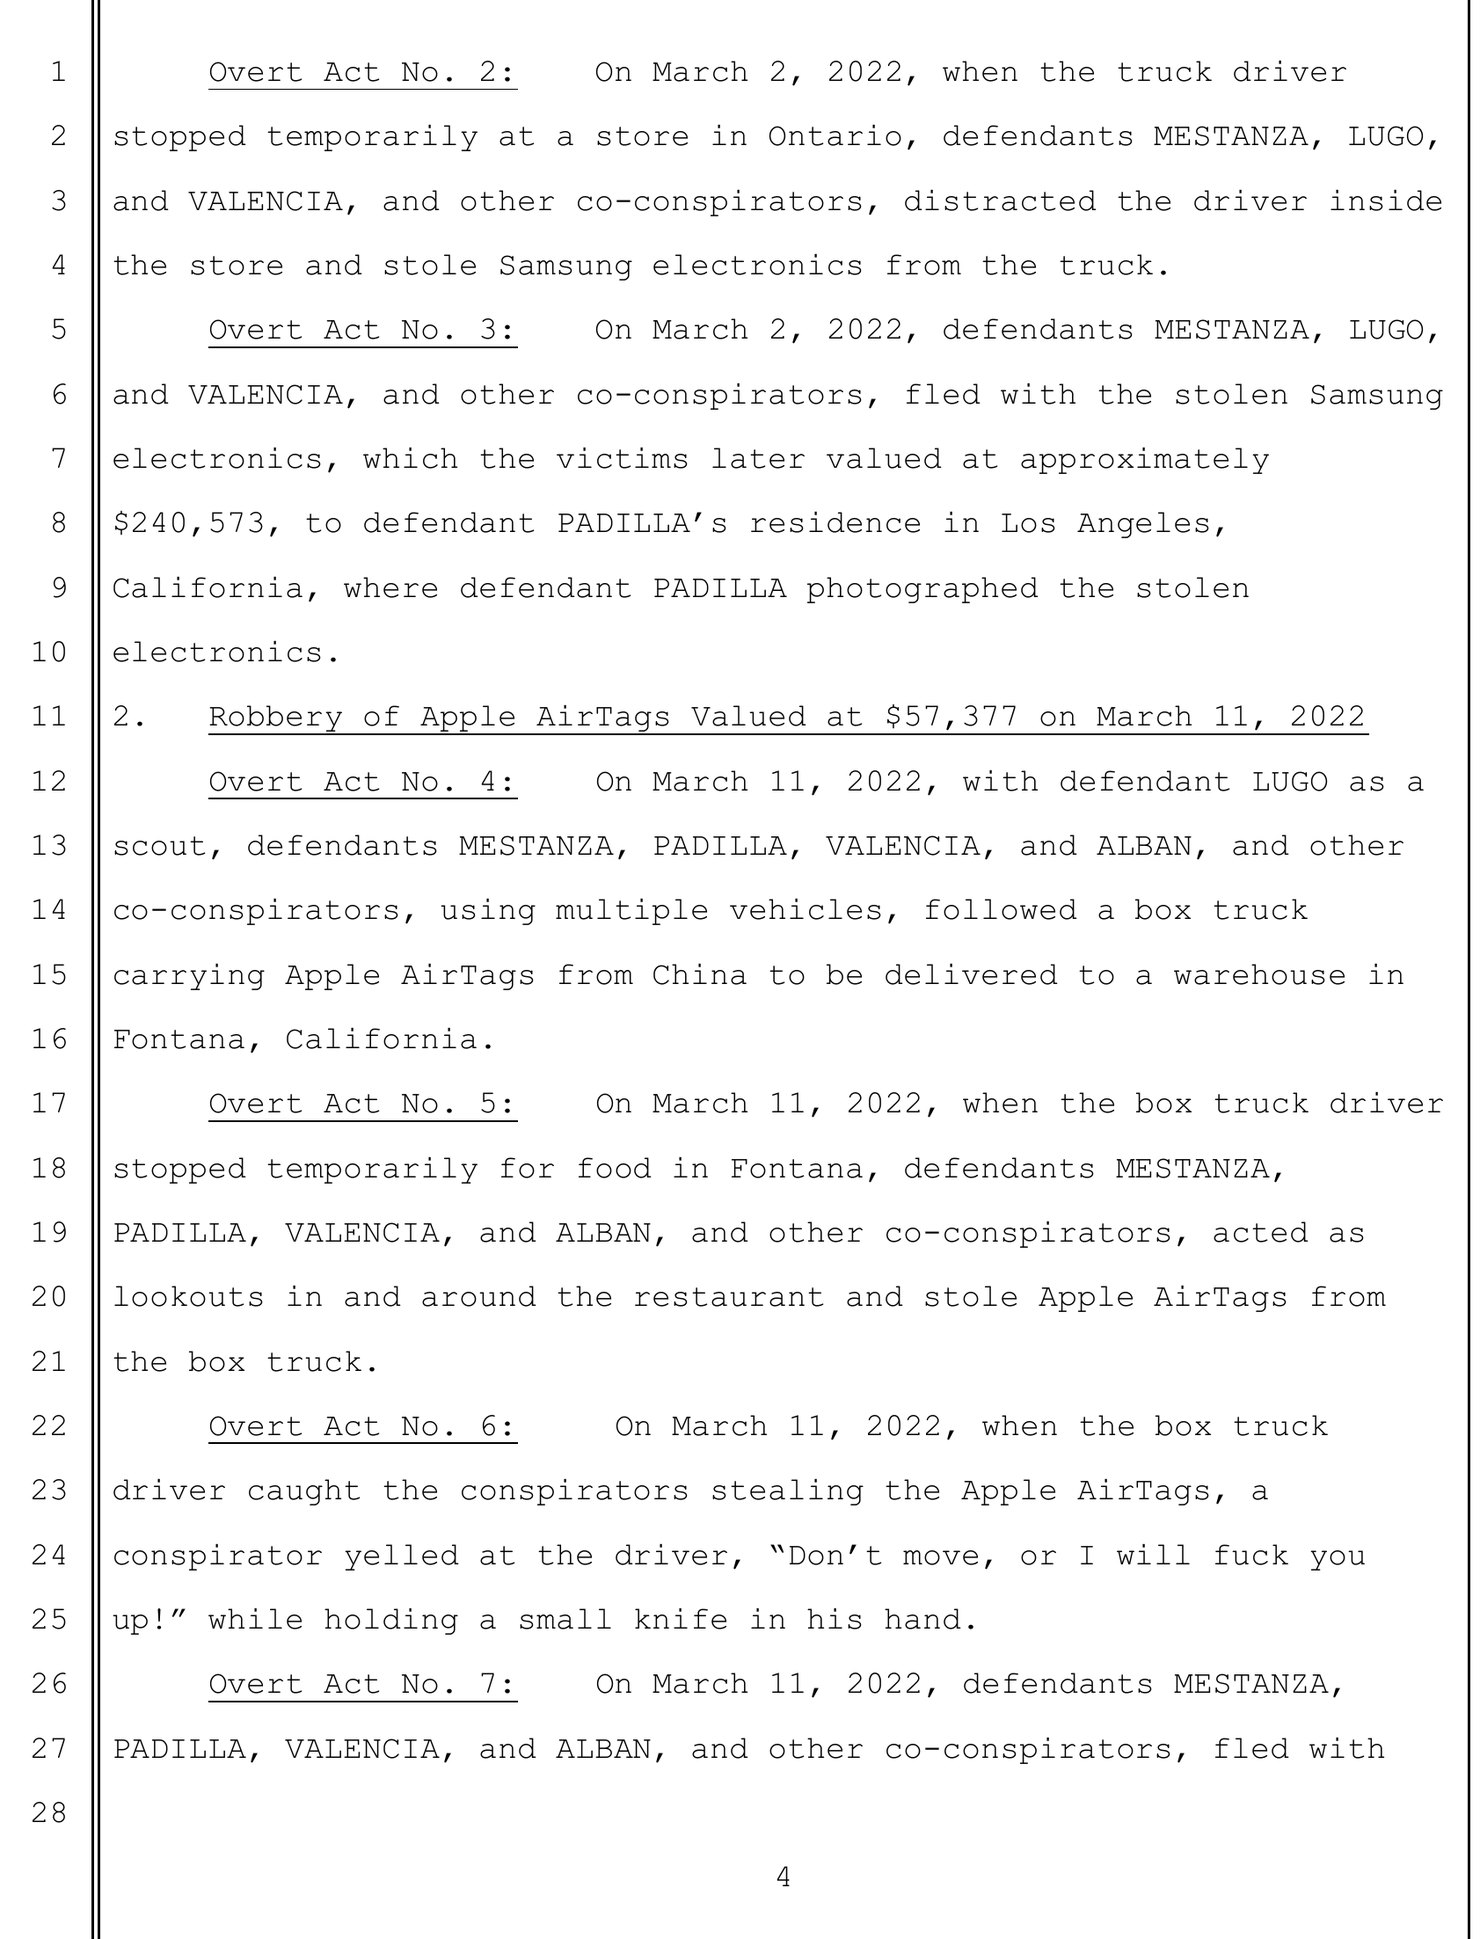 1 Overt Act No. 2: On March 2, 2022, when the truck driver
2 stopped temporarily at a store in Ontario, defendants MESTANZA, LUGO,
3 and VALENCIA, and other co-conspirators, distracted the driver inside
4 the store and stole Samsung electronics from the truck.
5 Overt Act No. 3: On March 2, 2022, defendants MESTANZA, LUGO,
6 and VALENCIA, and other co-conspirators, fled with the stolen Samsung
7 electronics, which the victims later valued at approximately
8 $240,573, to defendant PADILLA’s residence in Los Angeles,
9 California, where defendant PADILLA photographed the stolen
10 electronics.
11 2. Robbery of Apple AirTags Valued at $57,377 on March 11, 2022
12 Overt Act No. 4: On March 11, 2022, with defendant LUGO as a
13 scout, defendants MESTANZA, PADILLA, VALENCIA, and ALBAN, and other
14 co-conspirators, using multiple vehicles, followed a box truck
15 carrying Apple AirTags from China to be delivered to a warehouse in
16 Fontana, California.
17 Overt Act No. 5: On March 11, 2022, when the box truck driver
18 stopped temporarily for food in Fontana, defendants MESTANZA,
19 PADILLA, VALENCIA, and ALBAN, and other co-conspirators, acted as
20 lookouts in and around the restaurant and stole Apple AirTags from
21 the box truck.
22 Overt Act No. 6: On March 11, 2022, when the box truck
23 driver caught the conspirators stealing the Apple AirTags, a
24 conspirator yelled at the driver, “Don’t move, or I will fuck you
25 up!” while holding a small knife in his hand.
26 Overt Act No. 7: On March 11, 2022, defendants MESTANZA,
27 PADILLA, VALENCIA, and ALBAN, and other co-conspirators, fled with
28
4